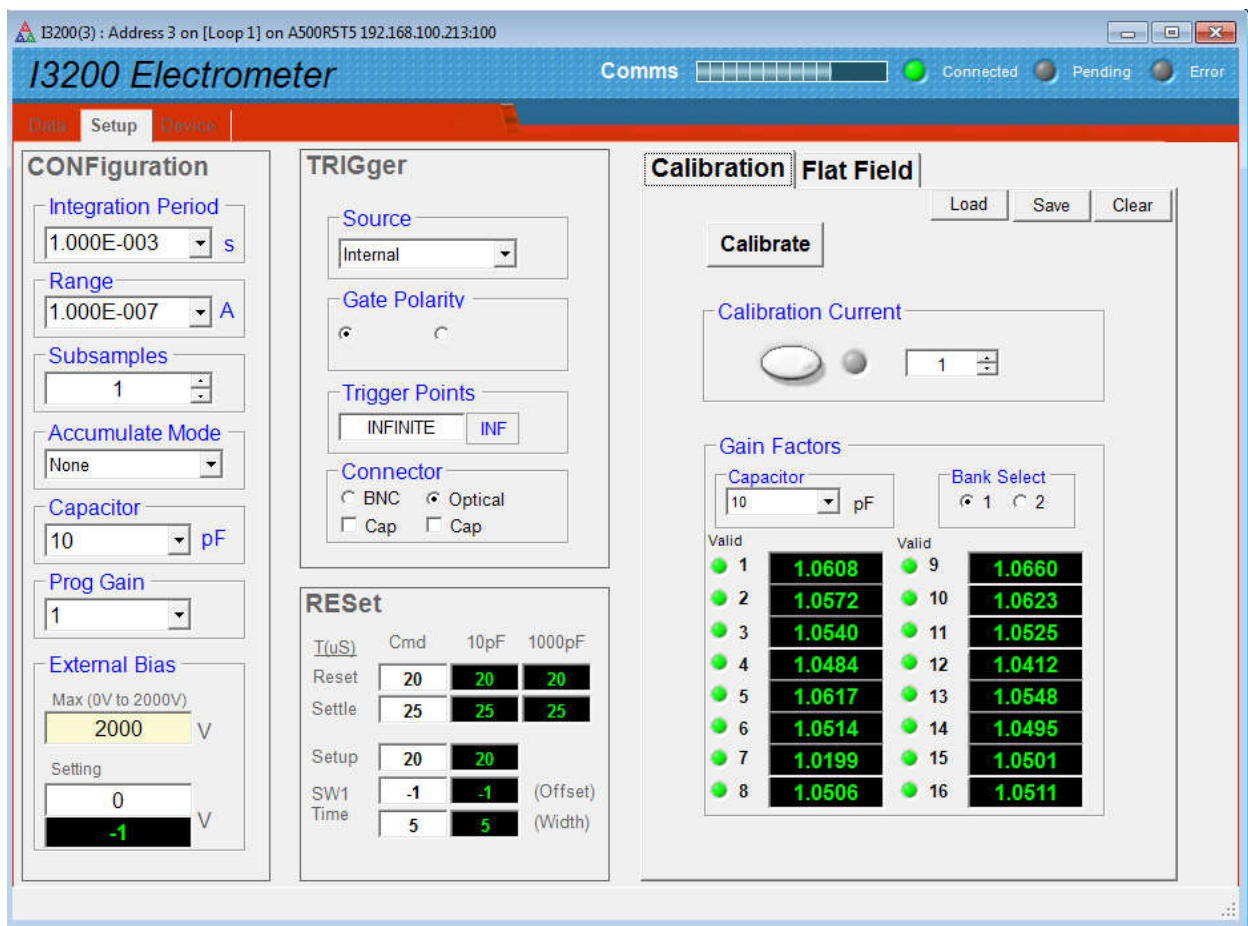 I3200(3) : Address 3 on [Loop 1] on A500R5T5 192.168.100.213:100
I3200 Electrometer
Comms
Connected
Pending
Error
Data
Setup
Device
CONFiguration
Integration Period
1.000E-003 s
Range
1.000E-007 A
Subsamples
1
Accumulate Mode
None
Capacitor
10 pF
Prog Gain
1
External Bias
Max (0V to 2000V)
2000 V
Setting
0
-1 V
TRIGger
Source
Internal
Gate Polarity
Trigger Points
INFINITE INF
Connector
BNC Optical
Cap Cap
RESet
T(uS) Cmd 10pF 1000pF
Reset 20 20 20
Settle 25 25 25
Setup 20 20
SW1 -1 -1 (Offset)
Time 5 5 (Width)
Calibration Flat Field
Load Save Clear
Calibrate
Calibration Current
1
Gain Factors
Capacitor
10 pF
Bank Select
1 2
Valid Valid
1 1.0608 9 1.0660
2 1.0572 10 1.0623
3 1.0540 11 1.0525
4 1.0484 12 1.0412
5 1.0617 13 1.0548
6 1.0514 14 1.0495
7 1.0199 15 1.0501
8 1.0506 16 1.0511